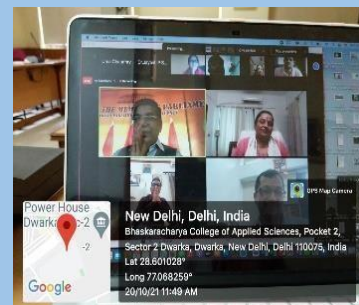 GPS Map Camera
Power House
Dwarka
c-2
-2
Google
New Delhi, Delhi, India
Bhaskaracharya College of Applied Sciences, Pocket 2,
Sector 2 Dwarka, Dwarka, New Delhi, Delhi 110075, India
Lat 28.601028°
Long 77.068259°
20/10/21 11:49 AM